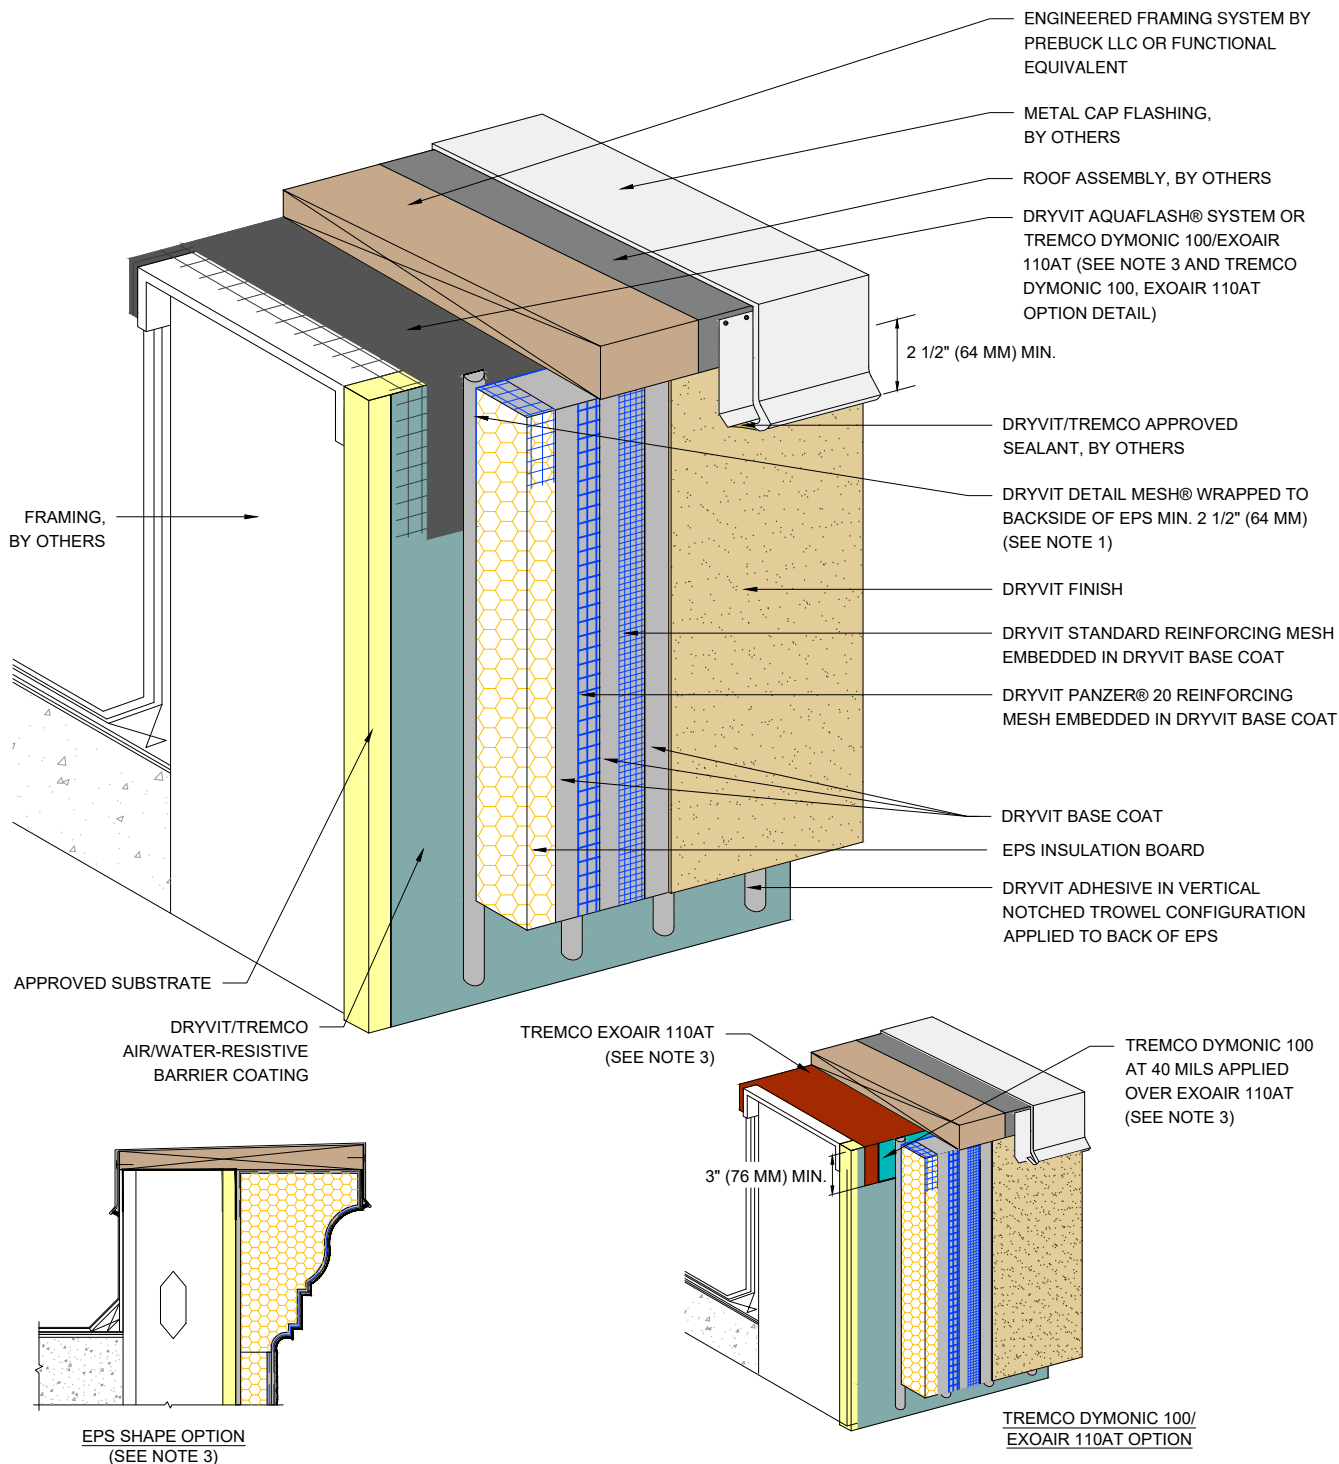 ENGINEERED FRAMING SYSTEM BY
PREBUCK LLC OR FUNCTIONAL
EQUIVALENT
METAL CAP FLASHING,
BY OTHERS
ROOF ASSEMBLY, BY OTHERS
DRYVIT AQUAFLASH® SYSTEM OR
TREMCO DYMONIC 100/EXOAIR
110AT (SEE NOTE 3 AND TREMCO
DYMONIC 100, EXOAIR 110AT
OPTION DETAIL)
2 1/2" (64 MM) MIN.
DRYVIT/TREMCO APPROVED
SEALANT, BY OTHERS
DRYVIT DETAIL MESH® WRAPPED TO
BACKSIDE OF EPS MIN. 2 1/2" (64 MM)
(SEE NOTE 1)
FRAMING,
BY OTHERS
DRYVIT FINISH
DRYVIT STANDARD REINFORCING MESH
EMBEDDED IN DRYVIT BASE COAT
DRYVIT PANZER® 20 REINFORCING
MESH EMBEDDED IN DRYVIT BASE COAT
DRYVIT BASE COAT
EPS INSULATION BOARD
DRYVIT ADHESIVE IN VERTICAL
NOTCHED TROWEL CONFIGURATION
APPLIED TO BACK OF EPS
APPROVED SUBSTRATE
DRYVIT/TREMCO
AIR/WATER-RESISTIVE
BARRIER COATING
TREMCO EXOAIR 110AT
(SEE NOTE 3)
TREMCO DYMONIC 100
AT 40 MILS APPLIED
OVER EXOAIR 110AT
(SEE NOTE 3)
3" (76 MM) MIN.
EPS SHAPE OPTION
(SEE NOTE 3)
TREMCO DYMONIC 100/
EXOAIR 110AT OPTION